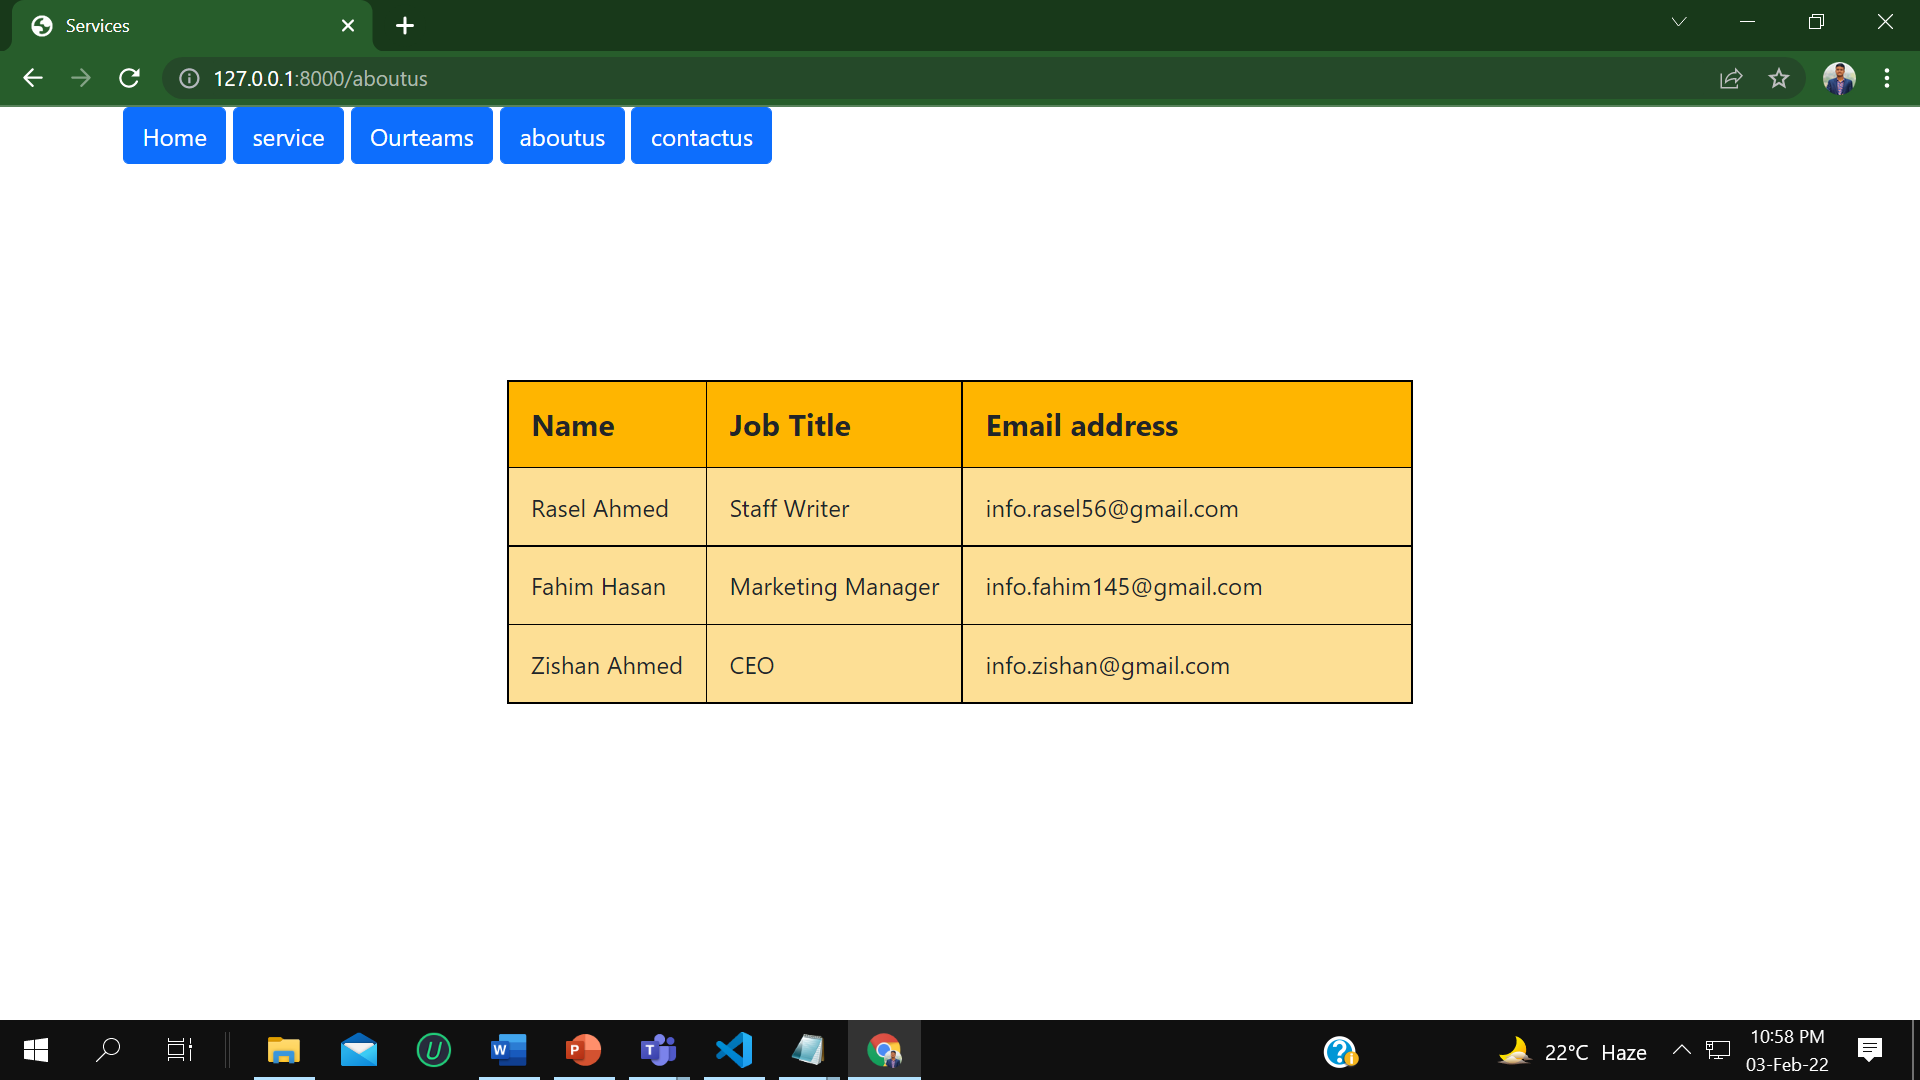 Services
127.0.0.1:8000/aboutus
Home service Ourteams aboutus contactus
Name Job Title Email address
Rasel Ahmed Staff Writer info.rasel56@gmail.com
Fahim Hasan Marketing Manager info.fahim145@gmail.com
Zishan Ahmed CEO info.zishan@gmail.com
22°C Haze
10:58 PM
03-Feb-22